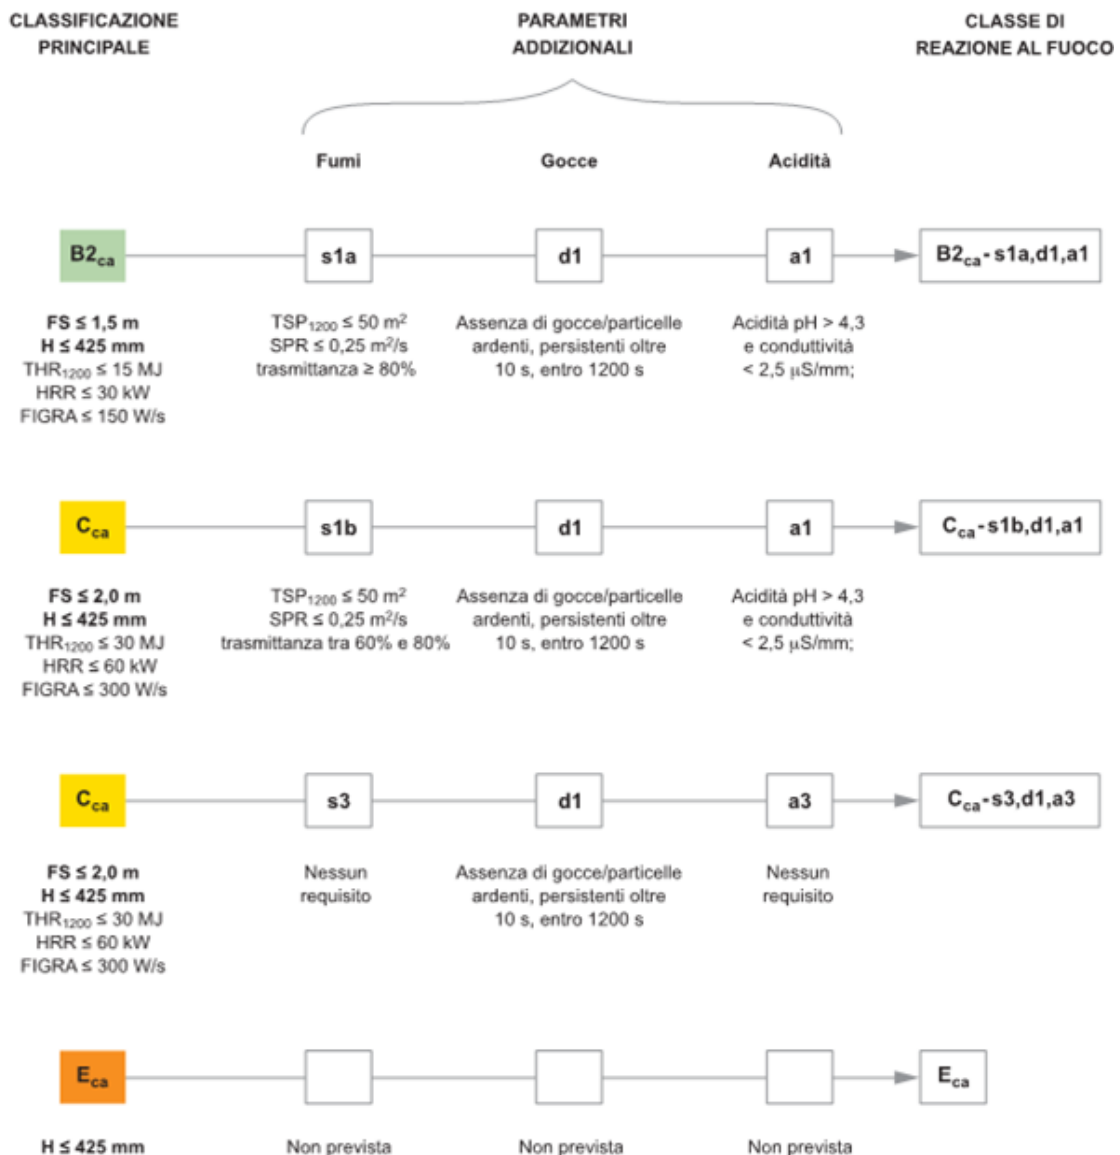 CLASSIFICAZIONE
PRINCIPALE
PARAMETRI
ADDIZIONALI
CLASSE DI
REAZIONE AL FUOCO
Fumi
Gocce
Acidità
B2ca
s1a
d1
a1
B2ca - s1a,d1,a1
FS ≤ 1,5 m
H ≤ 425 mm
THR1200 ≤ 15 MJ
HRR ≤ 30 kW
FIGRA ≤ 150 W/s
TSP1200 ≤ 50 m²
SPR ≤ 0,25 m²/s
trasmittanza ≥ 80%
Assenza di gocce/particelle
ardenti, persistenti oltre
10 s, entro 1200 s
Acidità pH > 4,3
e conduttività
< 2,5 µS/mm;
Cca
s1b
d1
a1
Cca - s1b,d1,a1
FS ≤ 2,0 m
H ≤ 425 mm
THR1200 ≤ 30 MJ
HRR ≤ 60 kW
FIGRA ≤ 300 W/s
TSP1200 ≤ 50 m²
SPR ≤ 0,25 m²/s
trasmittanza tra 60% e 80%
Assenza di gocce/particelle
ardenti, persistenti oltre
10 s, entro 1200 s
Acidità pH > 4,3
e conduttività
< 2,5 µS/mm;
Cca
s3
d1
a3
Cca - s3,d1,a3
FS ≤ 2,0 m
H ≤ 425 mm
THR1200 ≤ 30 MJ
HRR ≤ 60 kW
FIGRA ≤ 300 W/s
Nessun
requisito
Assenza di gocce/particelle
ardenti, persistenti oltre
10 s, entro 1200 s
Nessun
requisito
Eca
Eca
H ≤ 425 mm
Non prevista
Non prevista
Non prevista